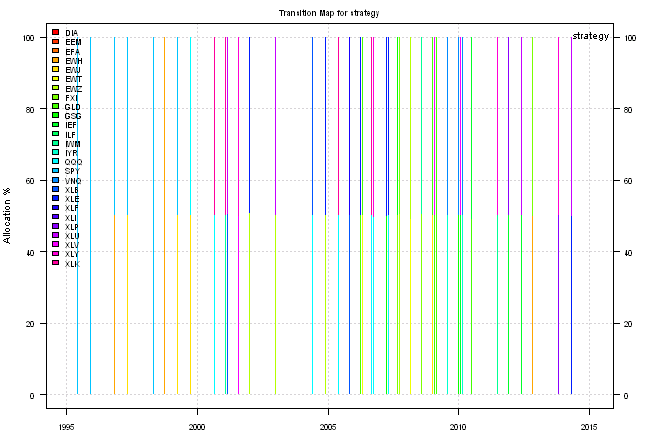 Transition Map for strategy
strategy
100
80
60
40
20
0
Allocation %
DIA
EEM
EFA
EWH
EWJ
EWT
EWZ
FXI
GLD
GSG
IEF
ILF
IWM
IYR
QQQ
SPY
VNQ
XLB
XLE
XLF
XLI
XLP
XLU
XLV
XLY
XLK
100
80
60
40
20
0
1995
2000
2005
2010
2015